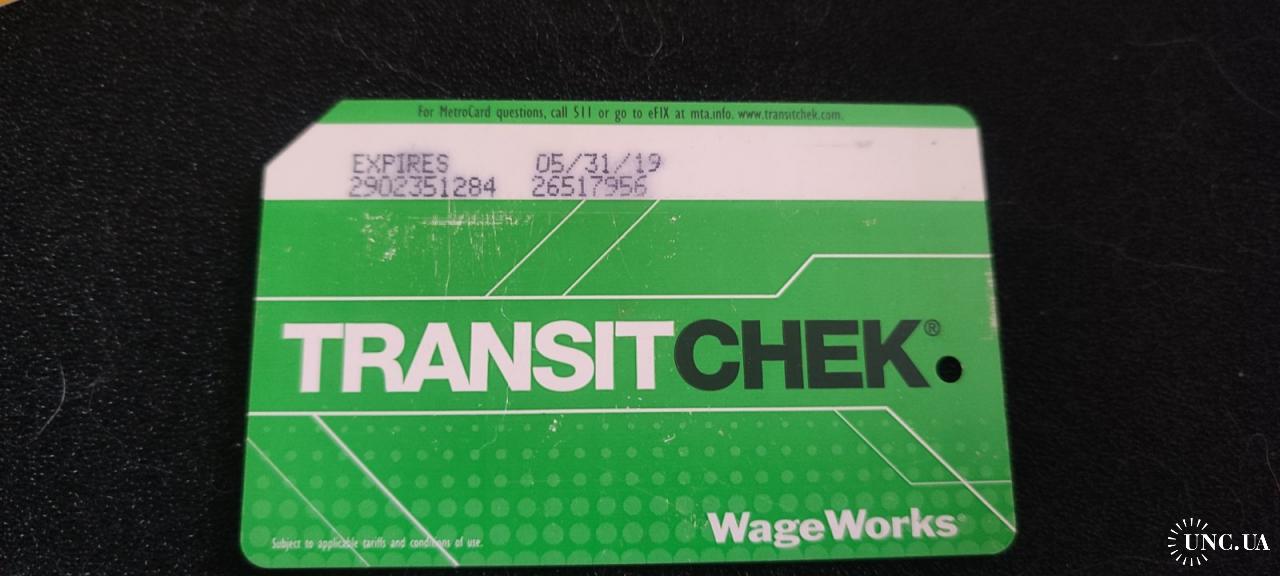 For MetroCard questions, call 511 or go to eFIX at mta.info. www.transitchek.com.
EXPIRES 05/31/19
2902351284 26517956
TRANSITCHEK®
WageWorks
Subject to applicable tariffs and conditions of use.
UNC.UA